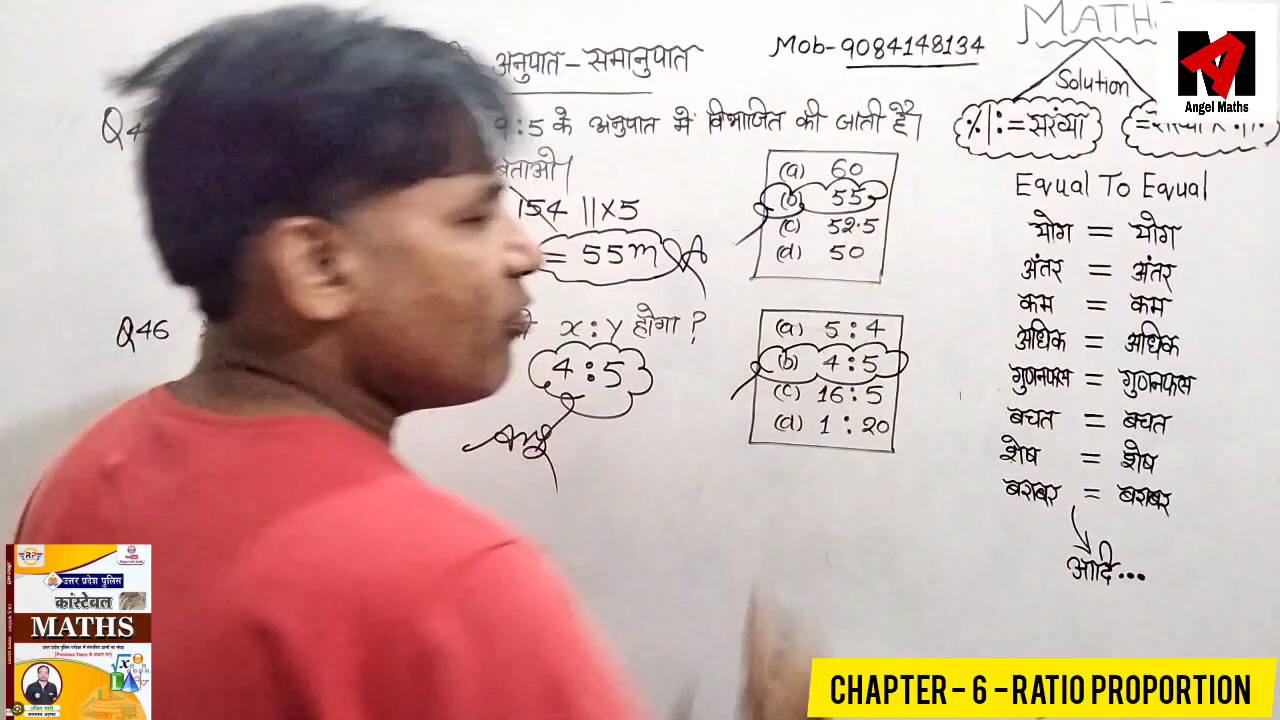 अनुपात – समानुपात
Mob-9084148134
MATH
Solution
Angel Maths
Q4
9:5 के अनुपात में विभाजित की जाती है।
बताओ।
154 11×5
= 55m
(a) 60
(b) 55
(c) 52.5
(d) 50
Q46
x:y होगा ?
4:5
Ans
(a) 5:4
(b) 4:5
(c) 16:5
(d) 1:20
%|:=संख्या
Equal To Equal
योग = योग
अंतर = अंतर
कम = कम
अधिक = अधिक
गुणनफल = गुणनफल
बचत = बचत
शेष = शेष
बराबर = बराबर
आदि...
उत्तर प्रदेश पुलिस
कांस्टेबल
MATHS
CHAPTER – 6 – RATIO PROPORTION